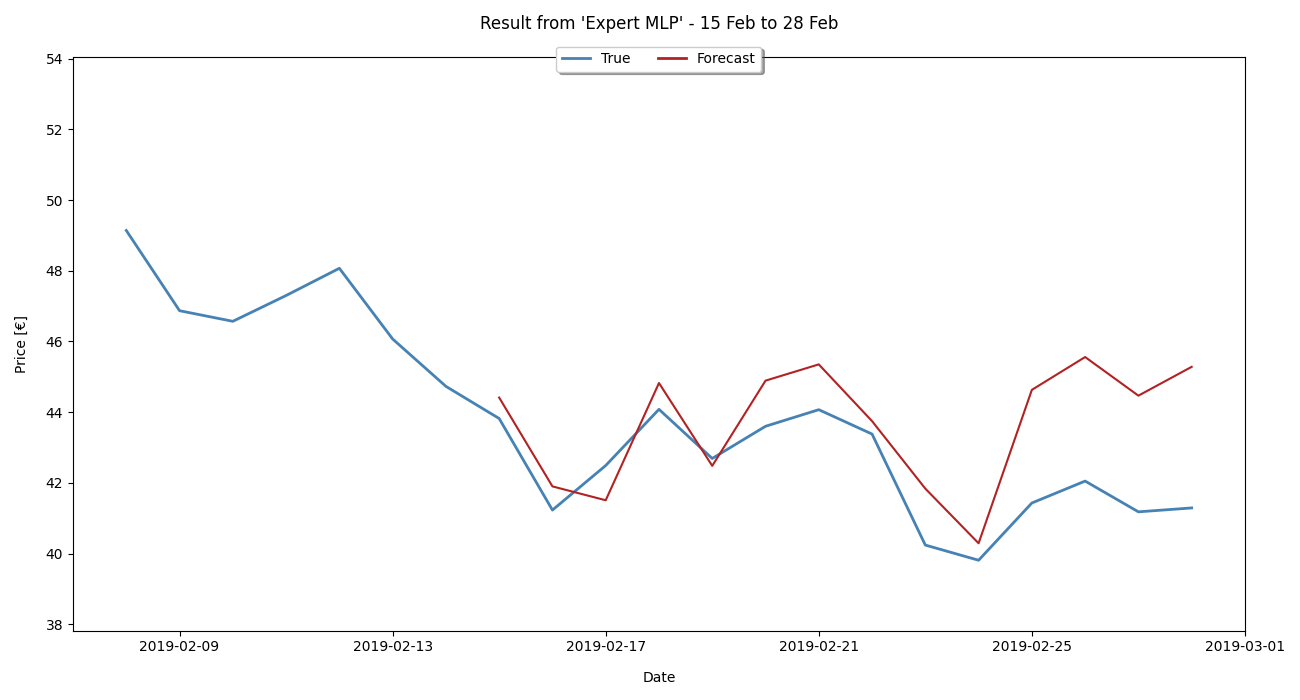 Result from 'Expert MLP' - 15 Feb to 28 Feb
True Forecast
54
52
50
48
46
44
42
40
38
Price [€]
2019-02-09 2019-02-13 2019-02-17 2019-02-21 2019-02-25 2019-03-01
Date